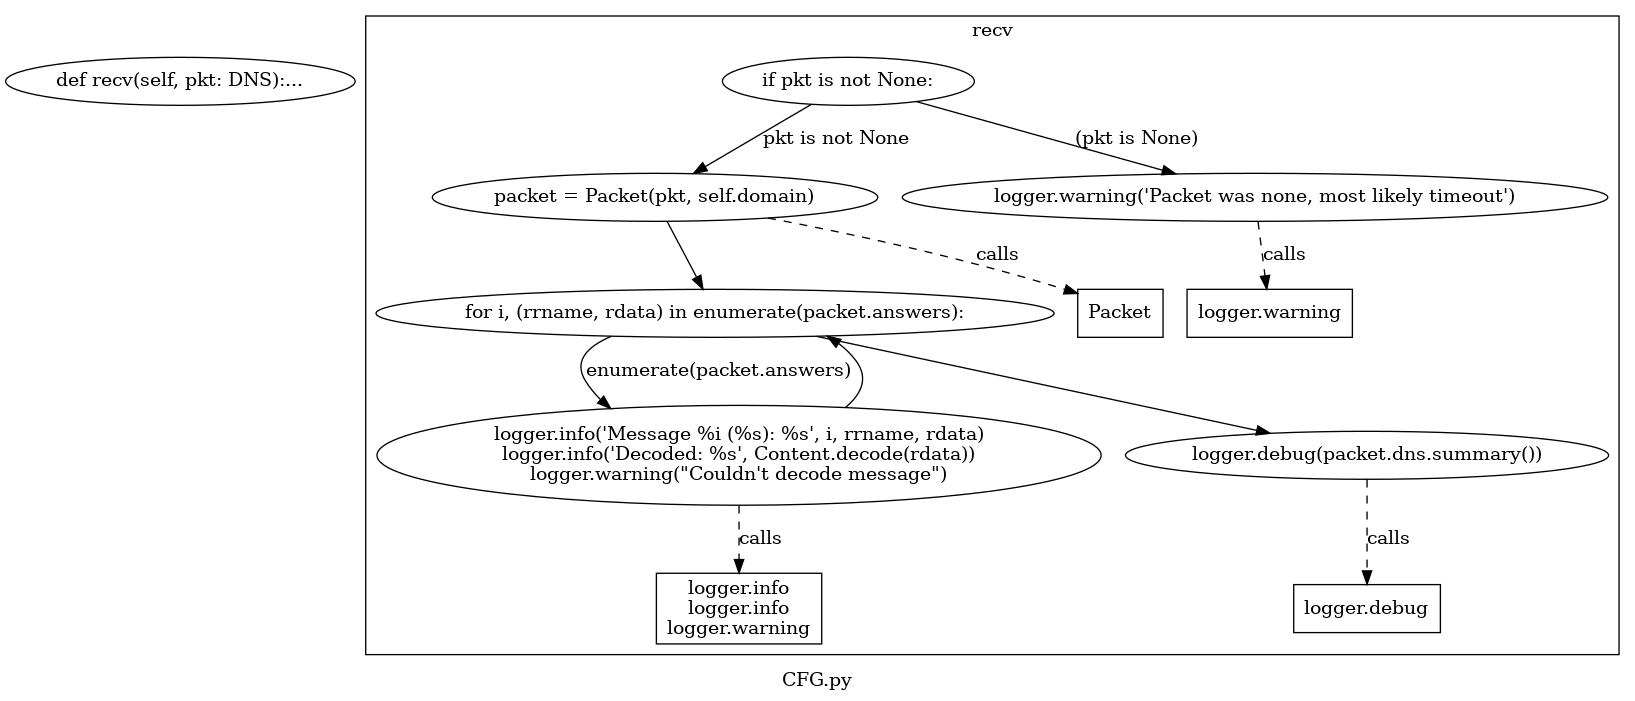 recv
def recv(self, pkt: DNS):...
if pkt is not None:
pkt is not None
(pkt is None)
packet = Packet(pkt, self.domain)
logger.warning('Packet was none, most likely timeout')
calls
calls
for i, (rrname, rdata) in enumerate(packet.answers):
Packet
logger.warning
enumerate(packet.answers)
logger.info('Message %i (%s): %s', i, rrname, rdata)
logger.info('Decoded: %s', Content.decode(rdata))
logger.warning("Couldn't decode message")
logger.debug(packet.dns.summary())
calls
calls
logger.info
logger.info
logger.warning
logger.debug
CFG.py